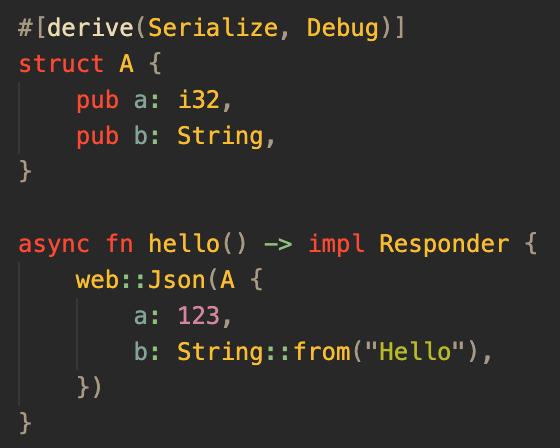 #[derive(Serialize, Debug)]
struct A {
    pub a: i32,
    pub b: String,
}

async fn hello() -> impl Responder {
    web::Json(A {
        a: 123,
        b: String::from("Hello"),
    })
}